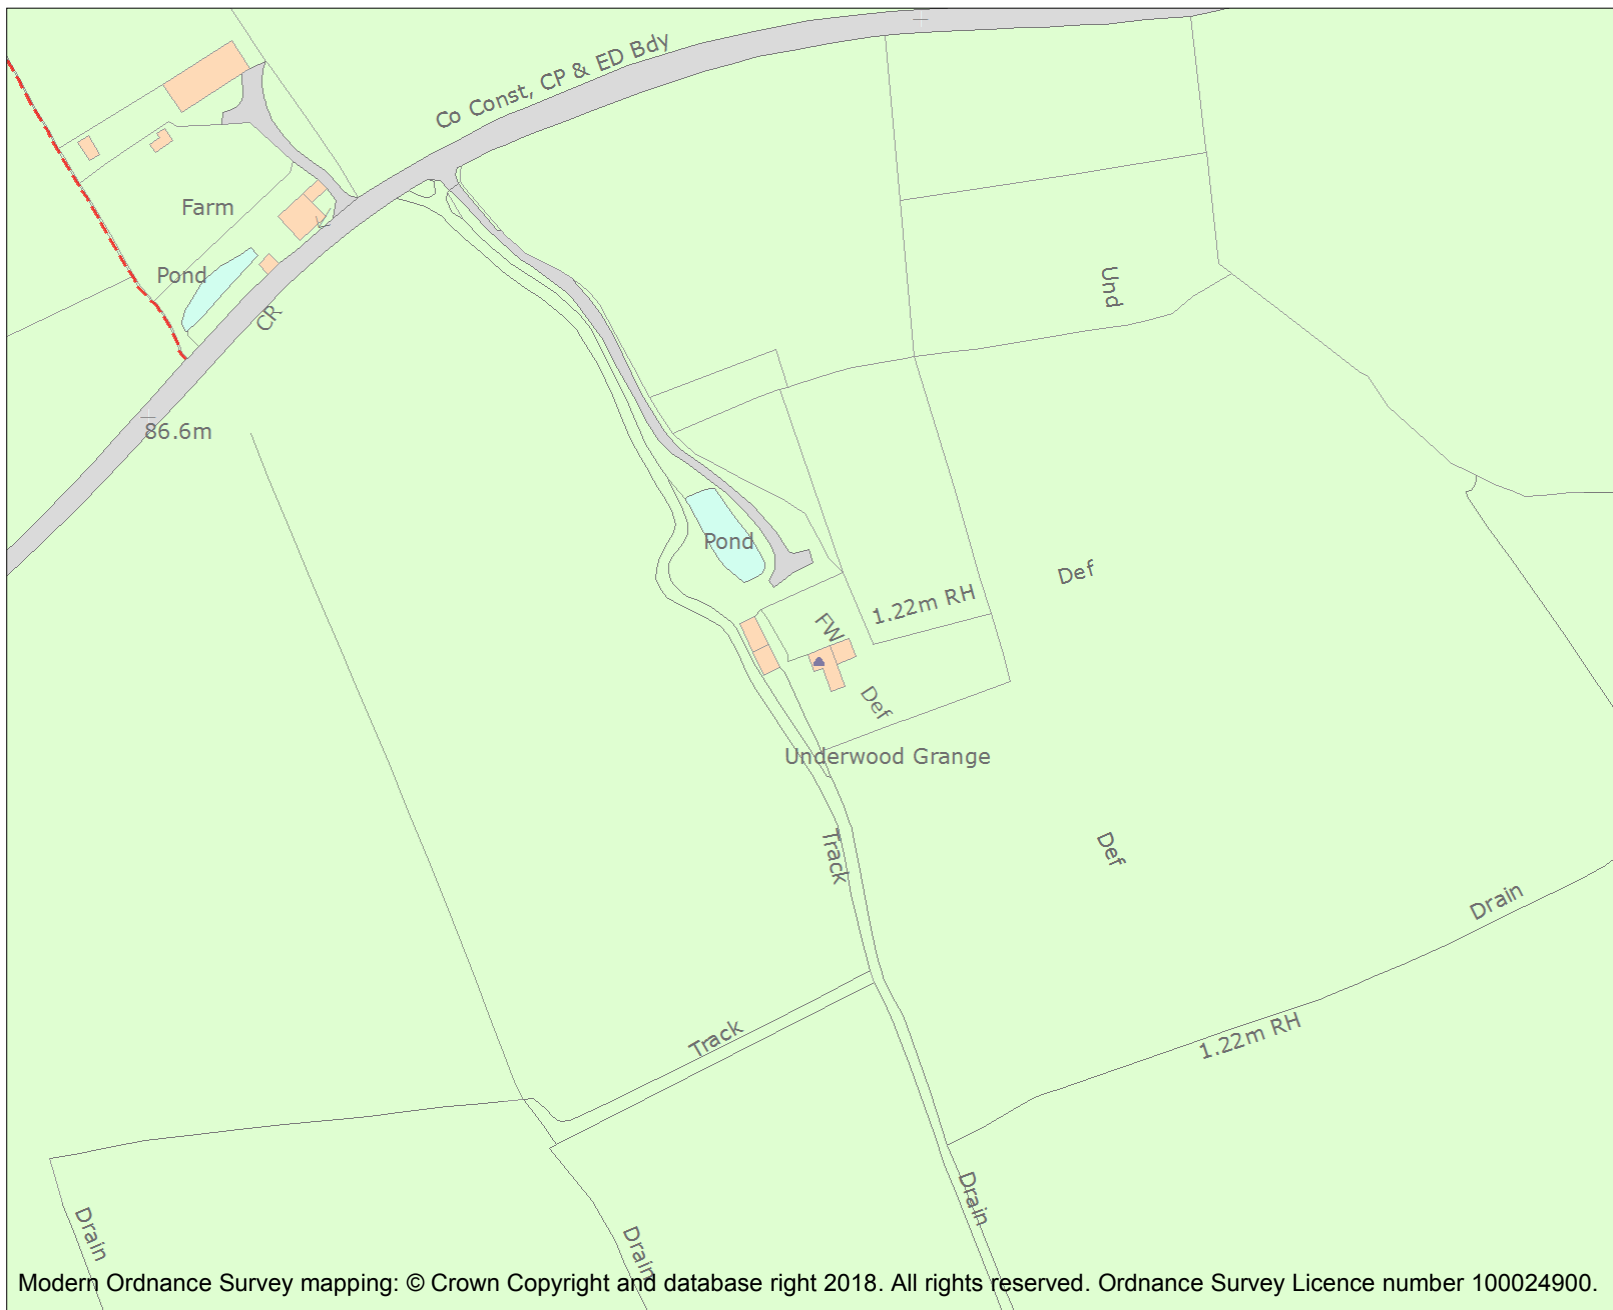 Co Const, CP & ED Bdy
Farm
Pond
CR
Und
86.6m
Pond
Def
1.22m RH
FW
Def
Underwood Grange
Track
Def
Drain
Track
1.22m RH
Drain
Drain
Drain
Modern Ordnance Survey mapping: © Crown Copyright and database right 2018. All rights reserved. Ordnance Survey Licence number 100024900.